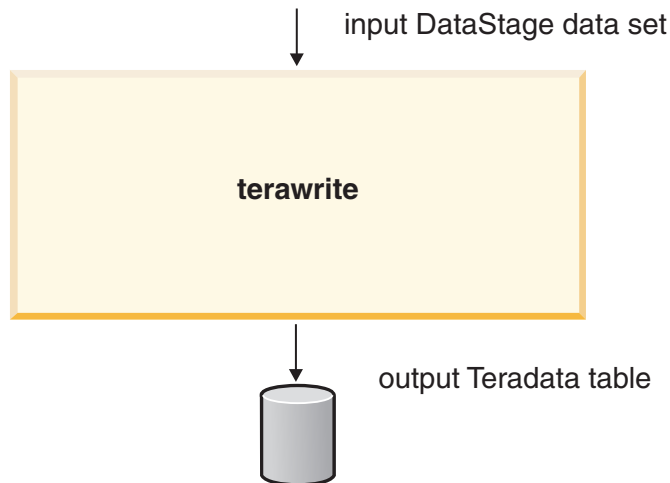 input DataStage data set
terawrite
output Teradata table